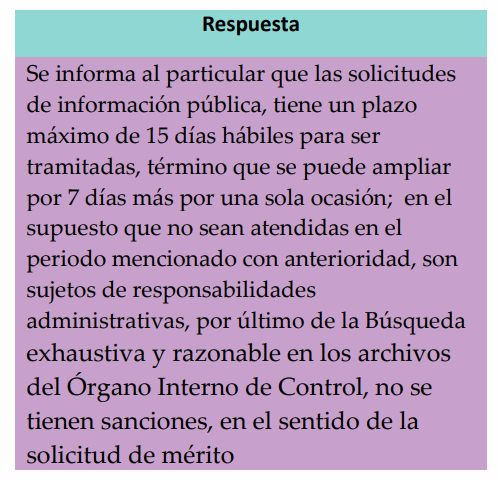 Respuesta
Se informa al particular que las solicitudes
de información pública, tiene un plazo
máximo de 15 días hábiles para ser
tramitadas, término que se puede ampliar
por 7 días más por una sola ocasión; en el
supuesto que no sean atendidas en el
periodo mencionado con anterioridad, son
sujetos de responsabilidades
administrativas, por último de la Búsqueda
exhaustiva y razonable en los archivos
del Órgano Interno de Control, no se
tienen sanciones, en el sentido de la
solicitud de mérito